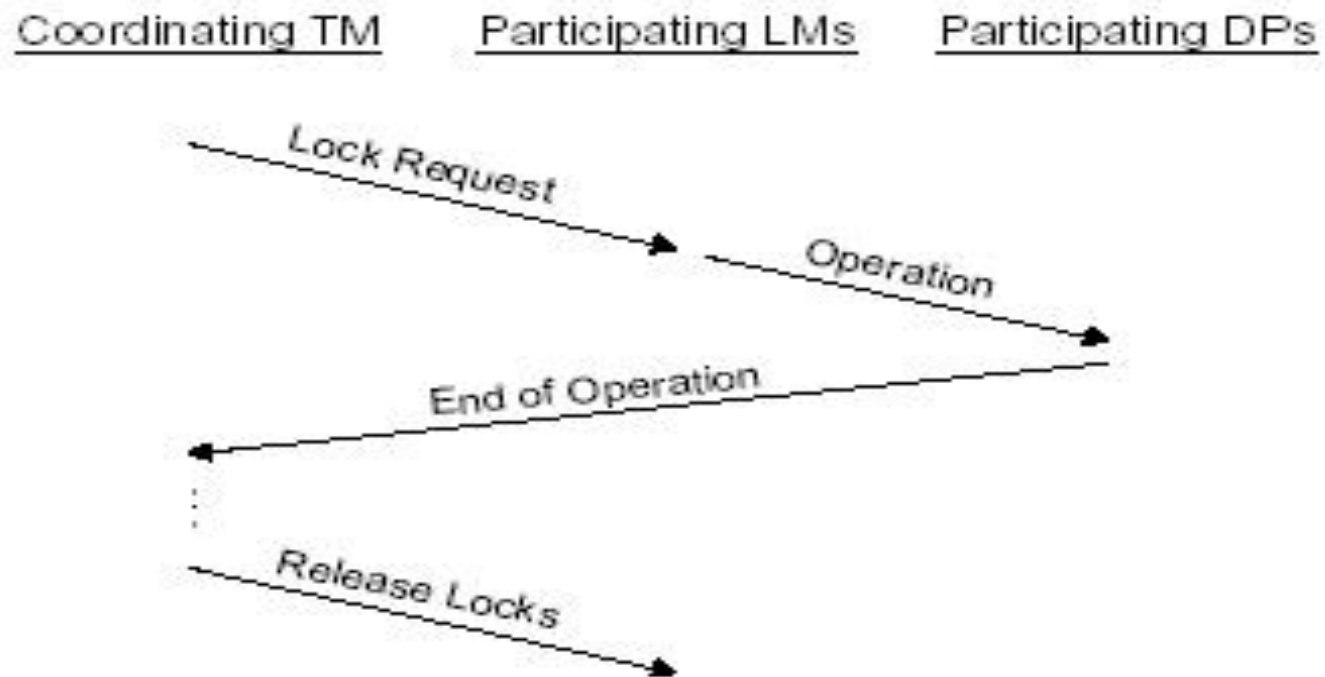 Coordinating TM Participating LMs Participating DPs
Lock Request
Operation
End of Operation
Release Locks